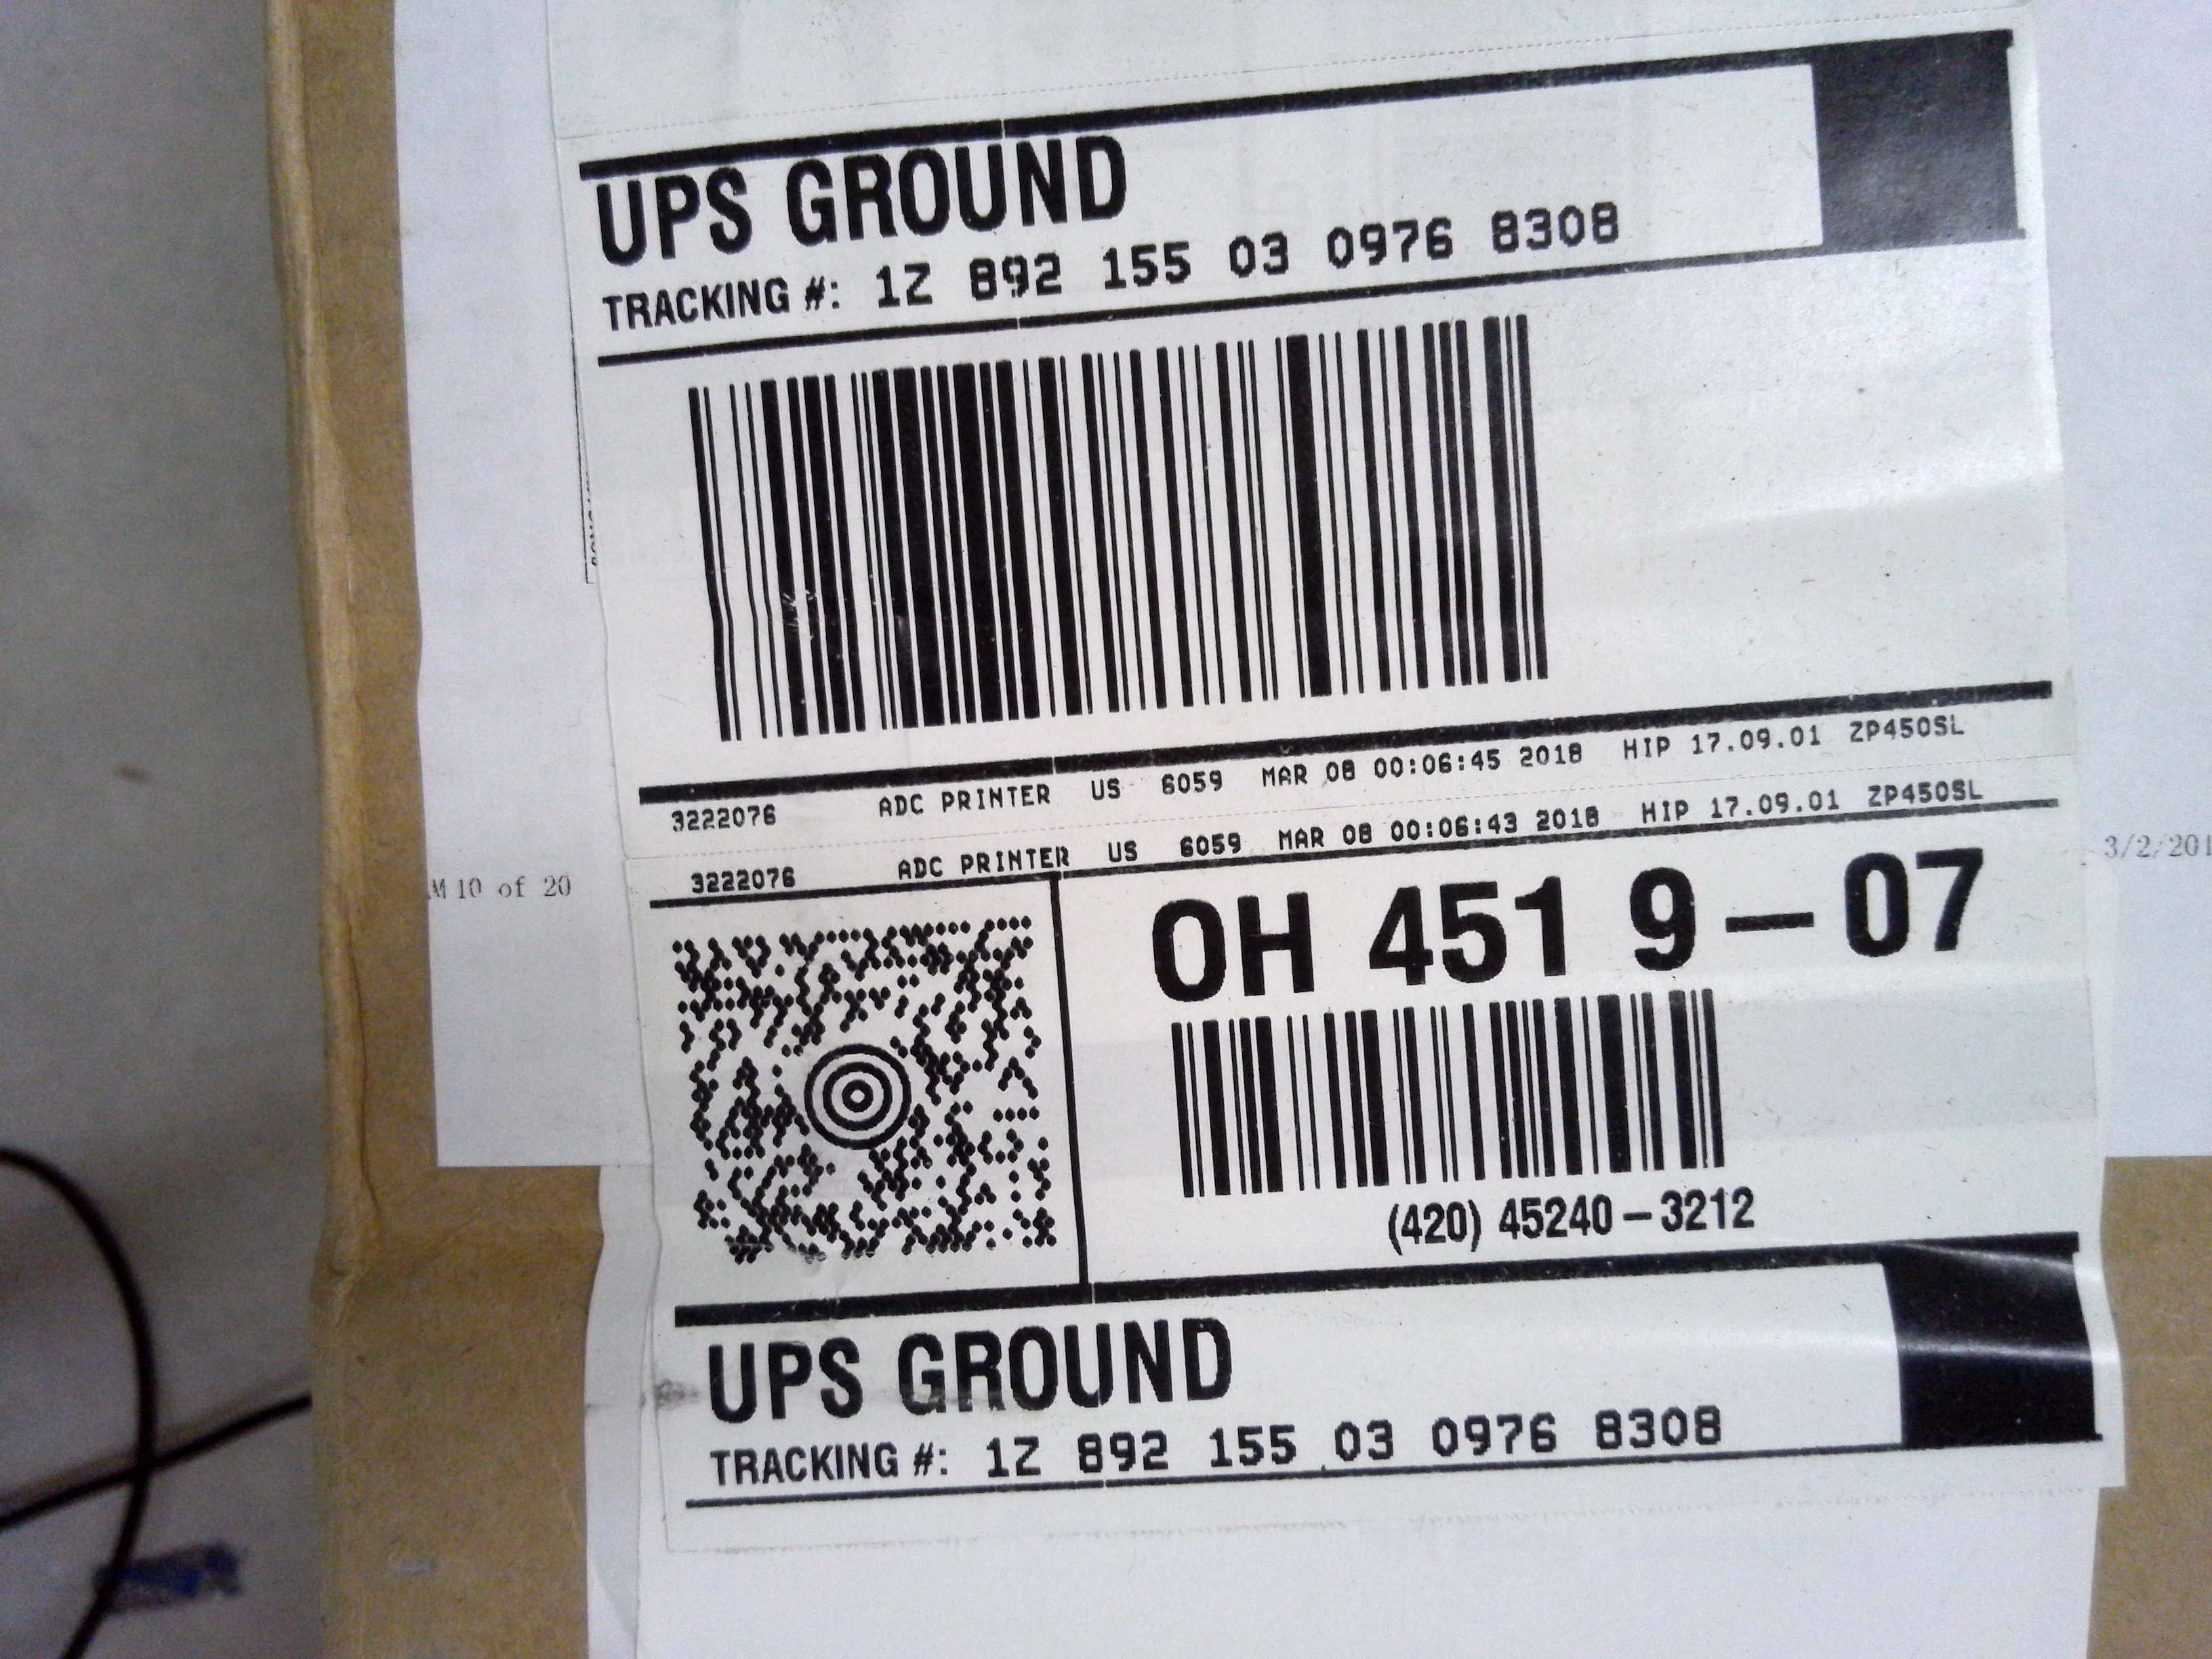 UPS GROUND
TRACKING #: 1Z 892 155 03 0976 8308
3222076 ADC PRINTER US 6059 MAR 08 00:06:45 2018 HIP 17.09.01 ZP450SL
3222076 ADC PRINTER US 6059 MAR 08 00:06:43 2018 HIP 17.09.01 ZP450SL
M 10 of 20
3/2/201
OH 451 9-07
(420) 45240-3212
UPS GROUND
TRACKING #: 1Z 892 155 03 0976 8308